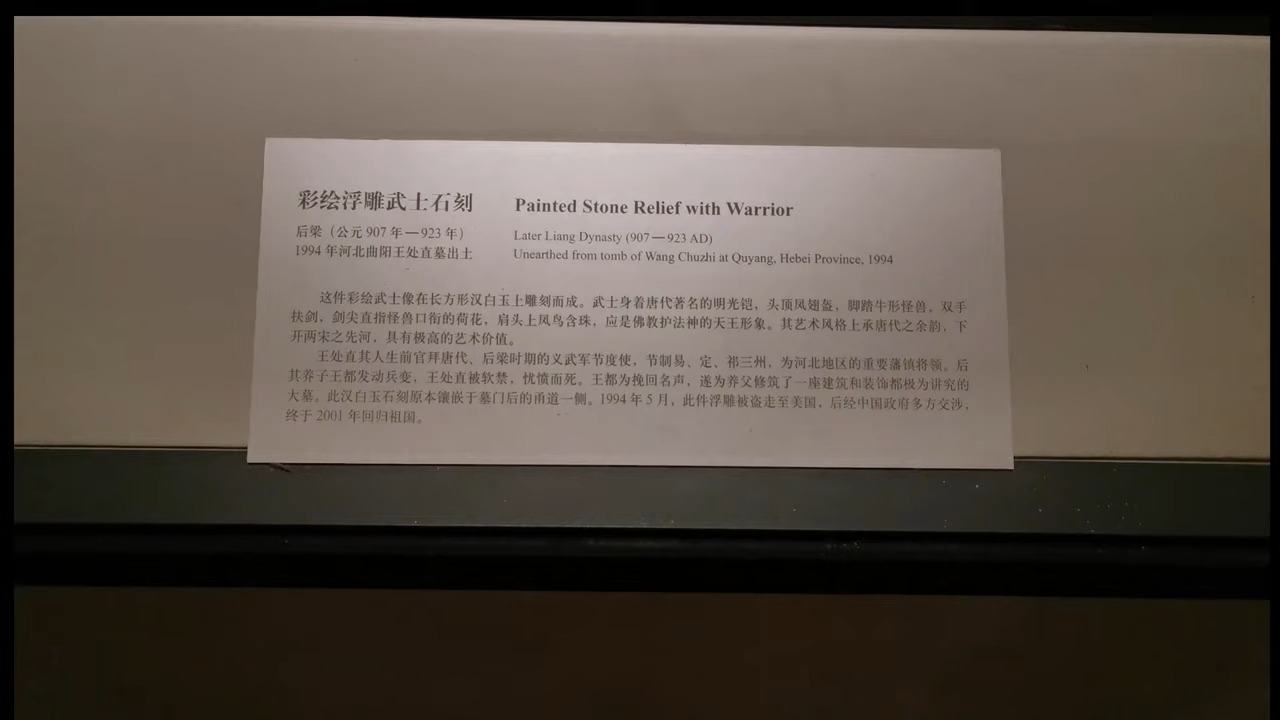 彩绘浮雕武士石刻
Painted Stone Relief with Warrior
后梁（公元 907 年—923 年）
1994 年河北曲阳王处直墓出土
Later Liang Dynasty (907—923 AD)
Unearthed from tomb of Wang Chuzhi at Quyang, Hebei Province, 1994
这件彩绘武士像在长方形汉白玉上雕刻而成。武士身着唐代著名的明光铠，头顶凤翅盔，脚踏牛形怪兽，双手
扶剑，剑尖直指怪兽口衔的荷花，肩头上凤鸟含珠，应是佛教护法神的天王形象。其艺术风格上承唐代之余韵，下
开两宋之先河，具有极高的艺术价值。
王处直其人生前官拜唐代、后梁时期的义武军节度使，节制易、定、祁三州，为河北地区的重要藩镇将领。后
其养子王都发动兵变，王处直被软禁，忧愤而死。王都为挽回名声，遂为养父修筑了一座建筑和装饰都极为讲究的
大墓。此汉白玉石刻原本镶嵌于墓门后的甬道一侧。1994 年 5 月，此件浮雕被盗走至美国，后经中国政府多方交涉，
终于 2001 年回归祖国。